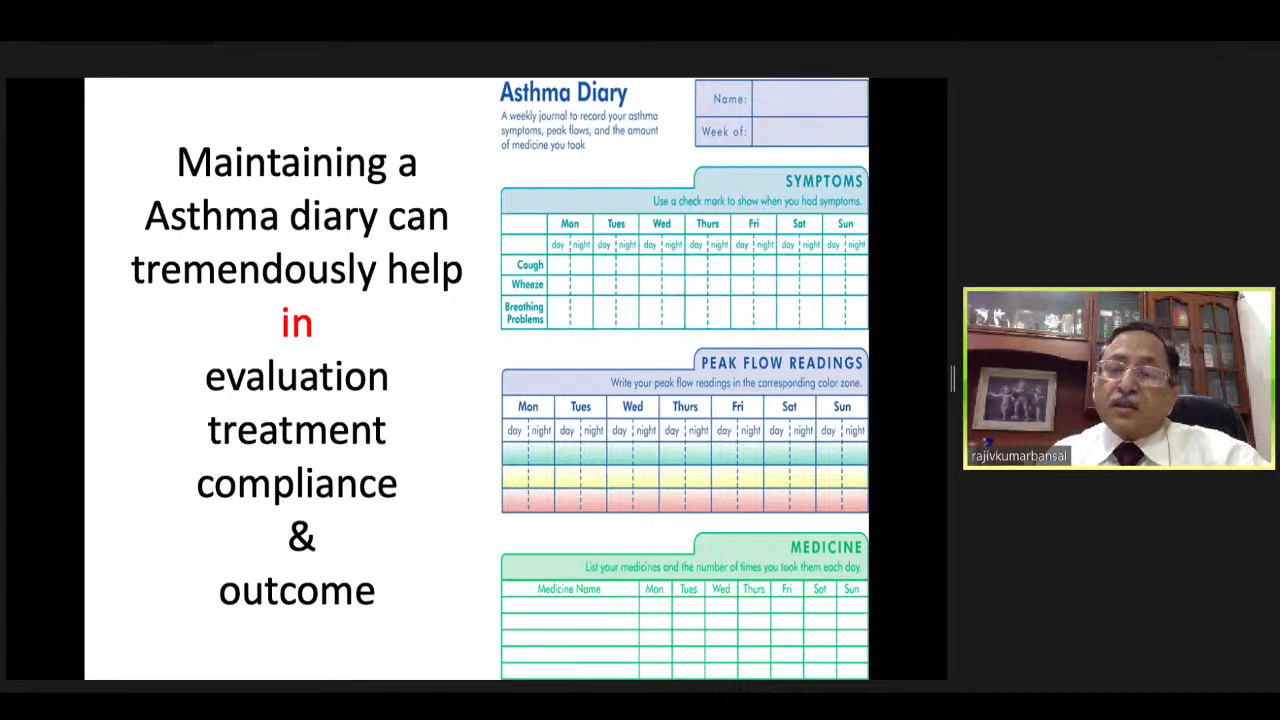 Maintaining a
Asthma diary can
tremendously help
in
evaluation
treatment
compliance
&
outcome
Asthma Diary
A weekly journal to record your asthma
symptoms, peak flows, and the amount
of medicine you took
Name:
Week of:
SYMPTOMS
Use a check mark to show when you had symptoms.
Mon Tues Wed Thurs Fri Sat Sun
day night day night day night day night day night day night day night
Cough
Wheeze
Breathing
Problems
PEAK FLOW READINGS
Write your peak flow readings in the corresponding color zone.
Mon Tues Wed Thurs Fri Sat Sun
day night day night day night day night day night day night day night
MEDICINE
List your medicines and the number of times you took them each day.
Medicine Name Mon Tues Wed Thurs Fri Sat Sun
rajivkumarbansal